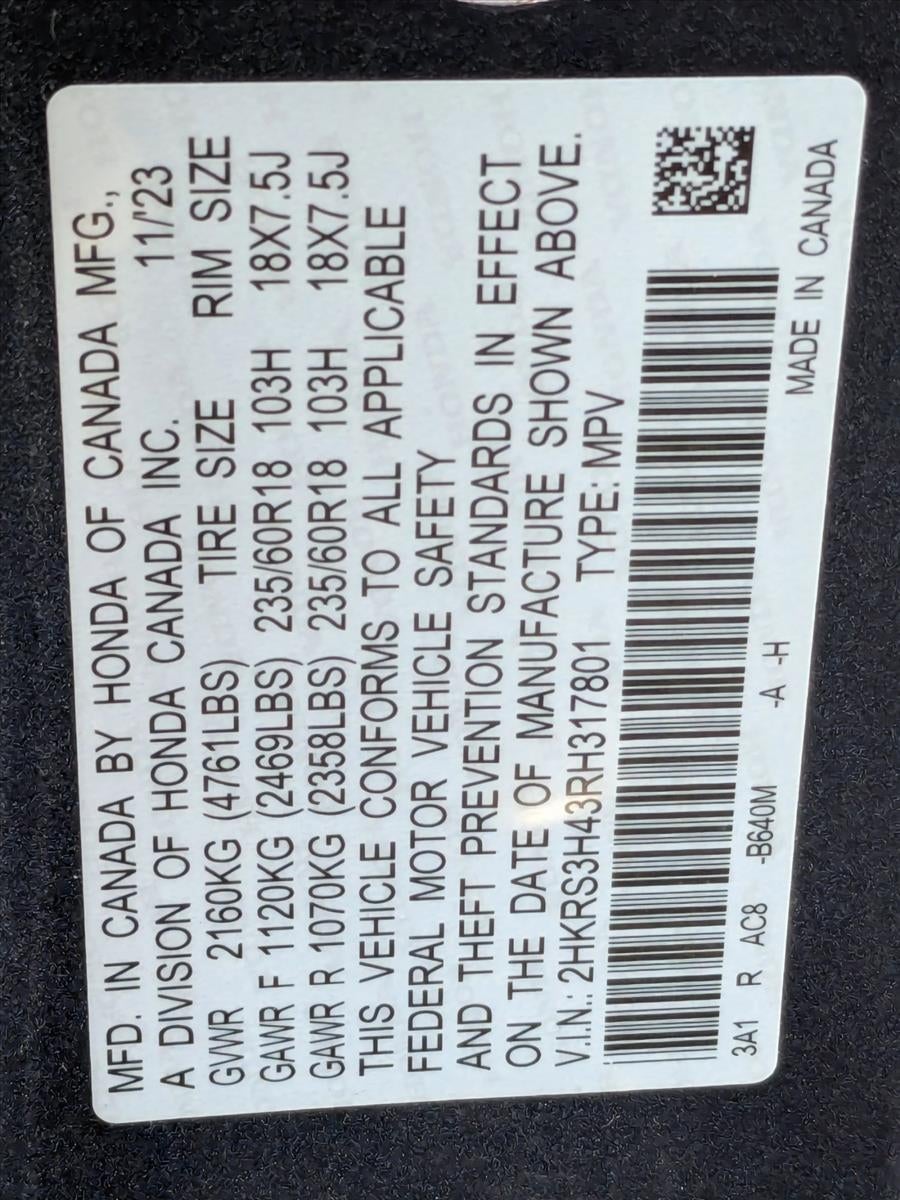 MFD. IN CANADA BY HONDA OF CANADA MFG.,
A DIVISION OF HONDA CANADA INC. 11/'23
GVWR 2160KG (4761LBS) TIRE SIZE RIM SIZE
GAWR F 1120KG (2469LBS) 235/60R18 103H 18X7.5J
GAWR R 1070KG (2358LBS) 235/60R18 103H 18X7.5J
THIS VEHICLE CONFORMS TO ALL APPLICABLE
FEDERAL MOTOR VEHICLE SAFETY
AND THEFT PREVENTION STANDARDS IN EFFECT
ON THE DATE OF MANUFACTURE SHOWN ABOVE.
V.I.N.: 2HKRS3H43RH317801 TYPE: MPV
3A1 R AC8 -B640M -A -H MADE IN CANADA